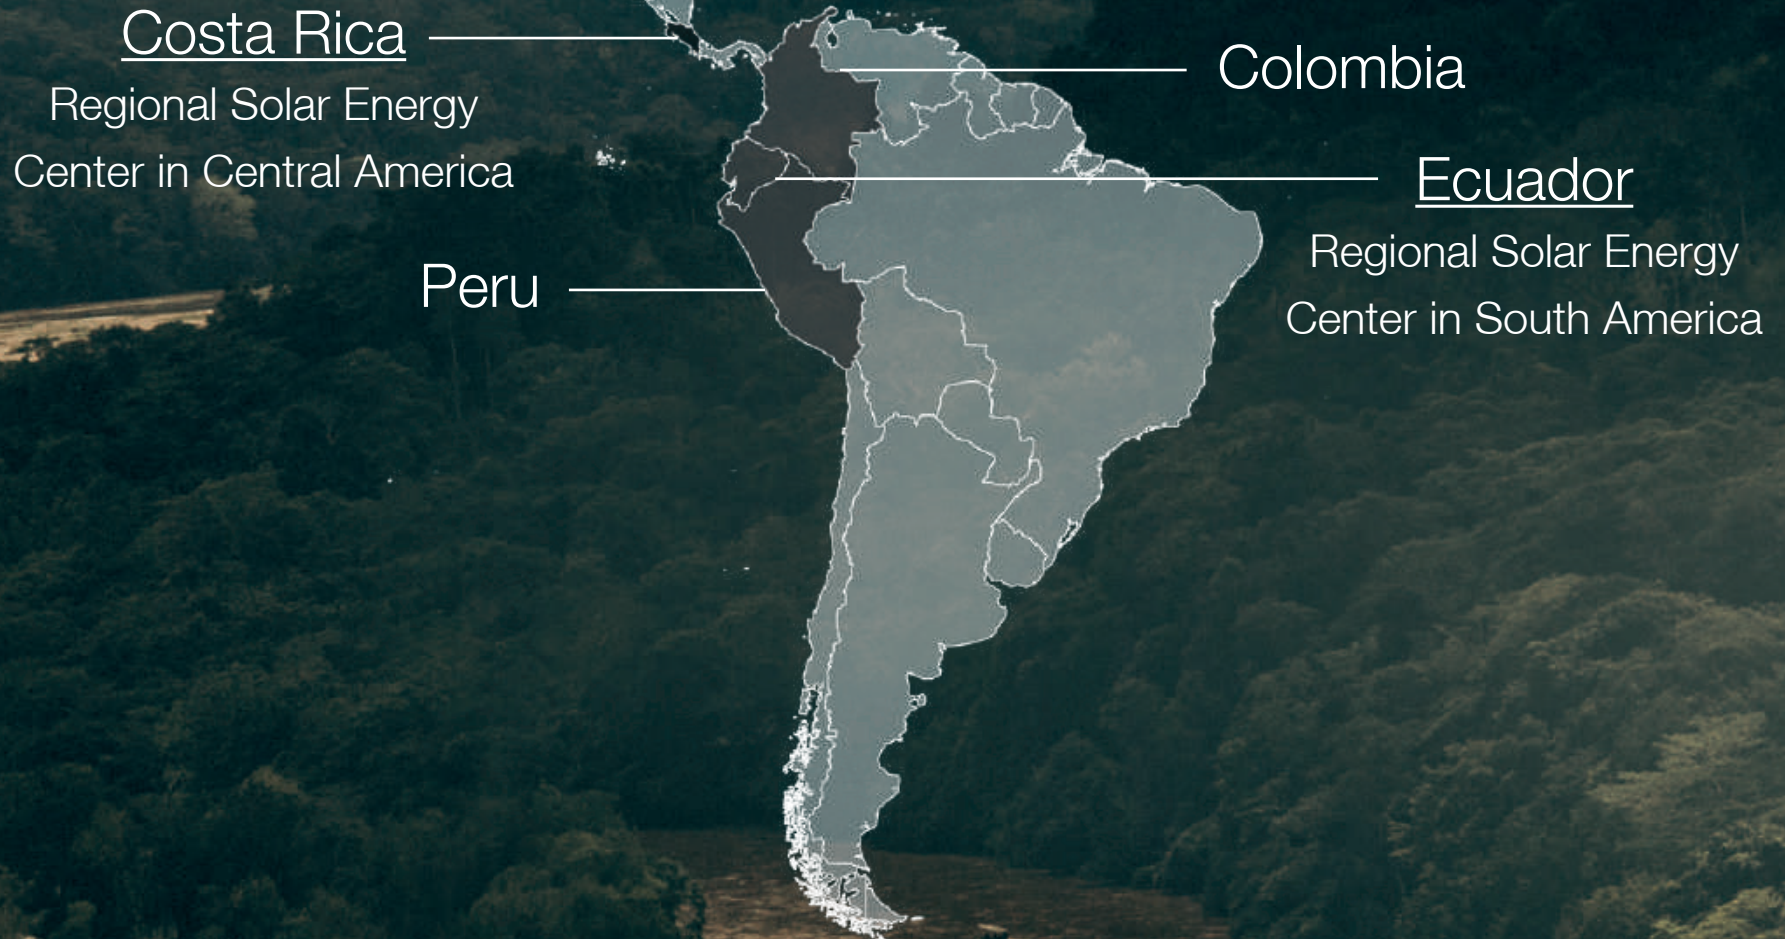 Costa Rica
Regional Solar Energy
Center in Central America
Colombia
Ecuador
Regional Solar Energy
Center in South America
Peru